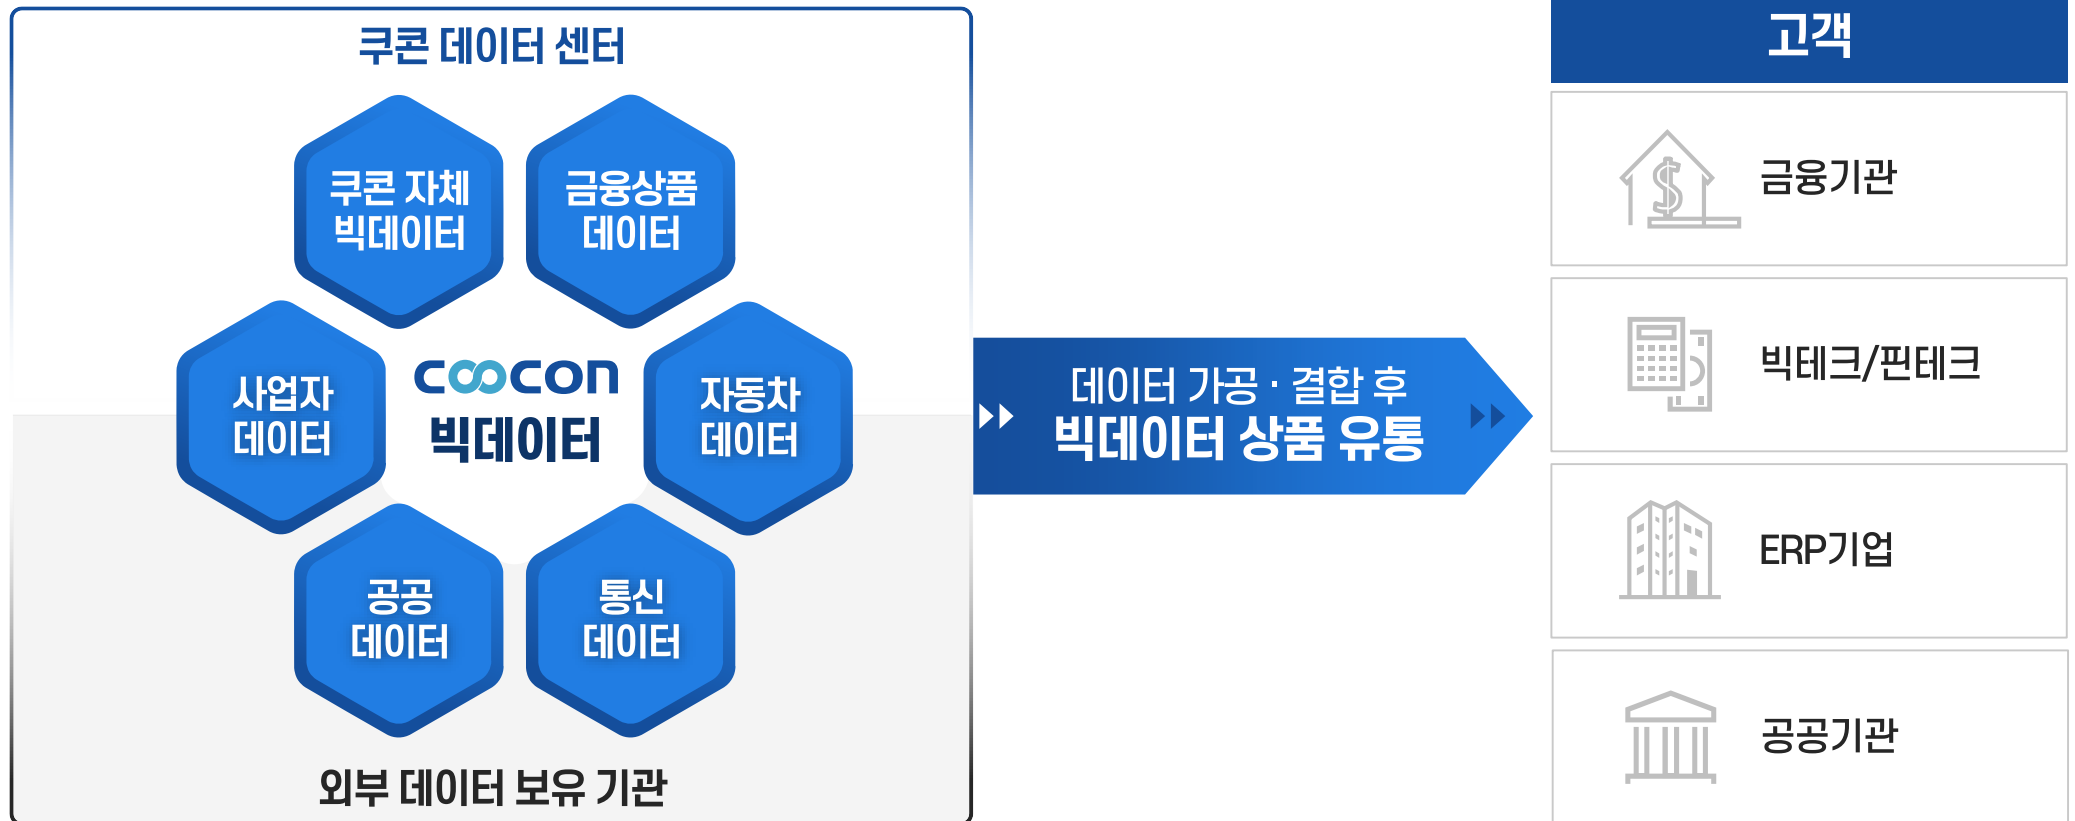 쿠콘 데이터 센터
쿠콘 자체
빅데이터
금융상품
데이터
사업자
데이터
coocon
빅데이터
자동차
데이터
공공
데이터
통신
데이터
외부 데이터 보유 기관
데이터 가공 · 결합 후
빅데이터 상품 유통
고객
금융기관
빅테크/핀테크
ERP기업
공공기관